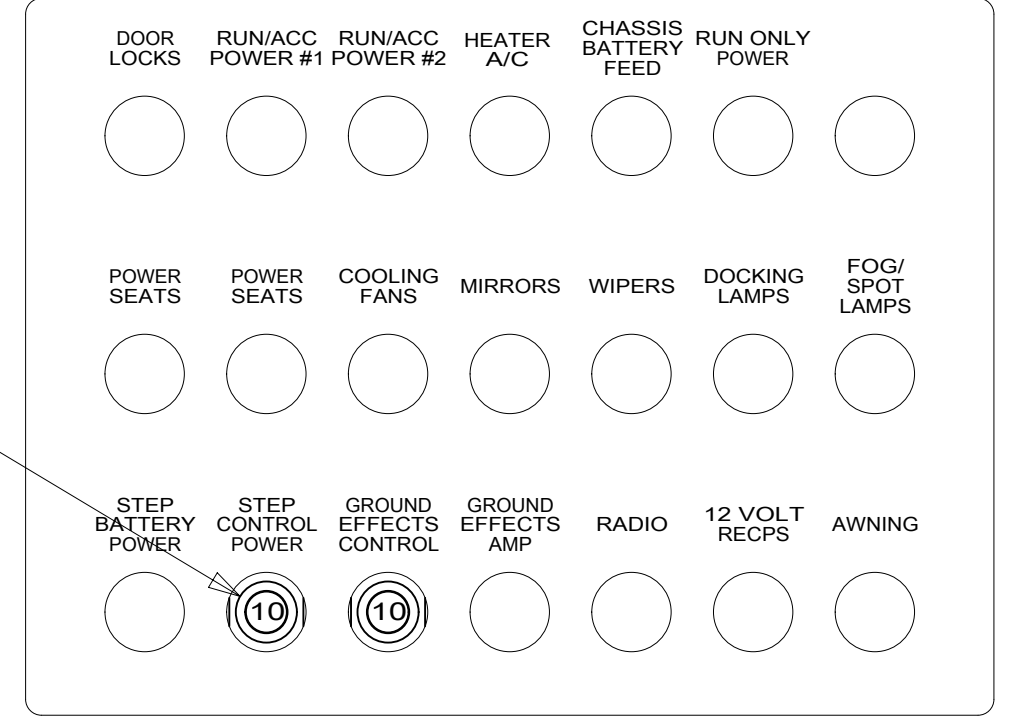 DOOR
LOCKS
RUN/ACC
POWER #1
RUN/ACC
POWER #2
HEATER
A/C
CHASSIS
BATTERY
FEED
RUN ONLY
POWER
POWER
SEATS
POWER
SEATS
COOLING
FANS
MIRRORS
WIPERS
DOCKING
LAMPS
FOG/
SPOT
LAMPS
STEP
BATTERY
POWER
STEP
CONTROL
POWER
GROUND
EFFECTS
CONTROL
GROUND
EFFECTS
AMP
RADIO
12 VOLT
RECPS
AWNING
10
10